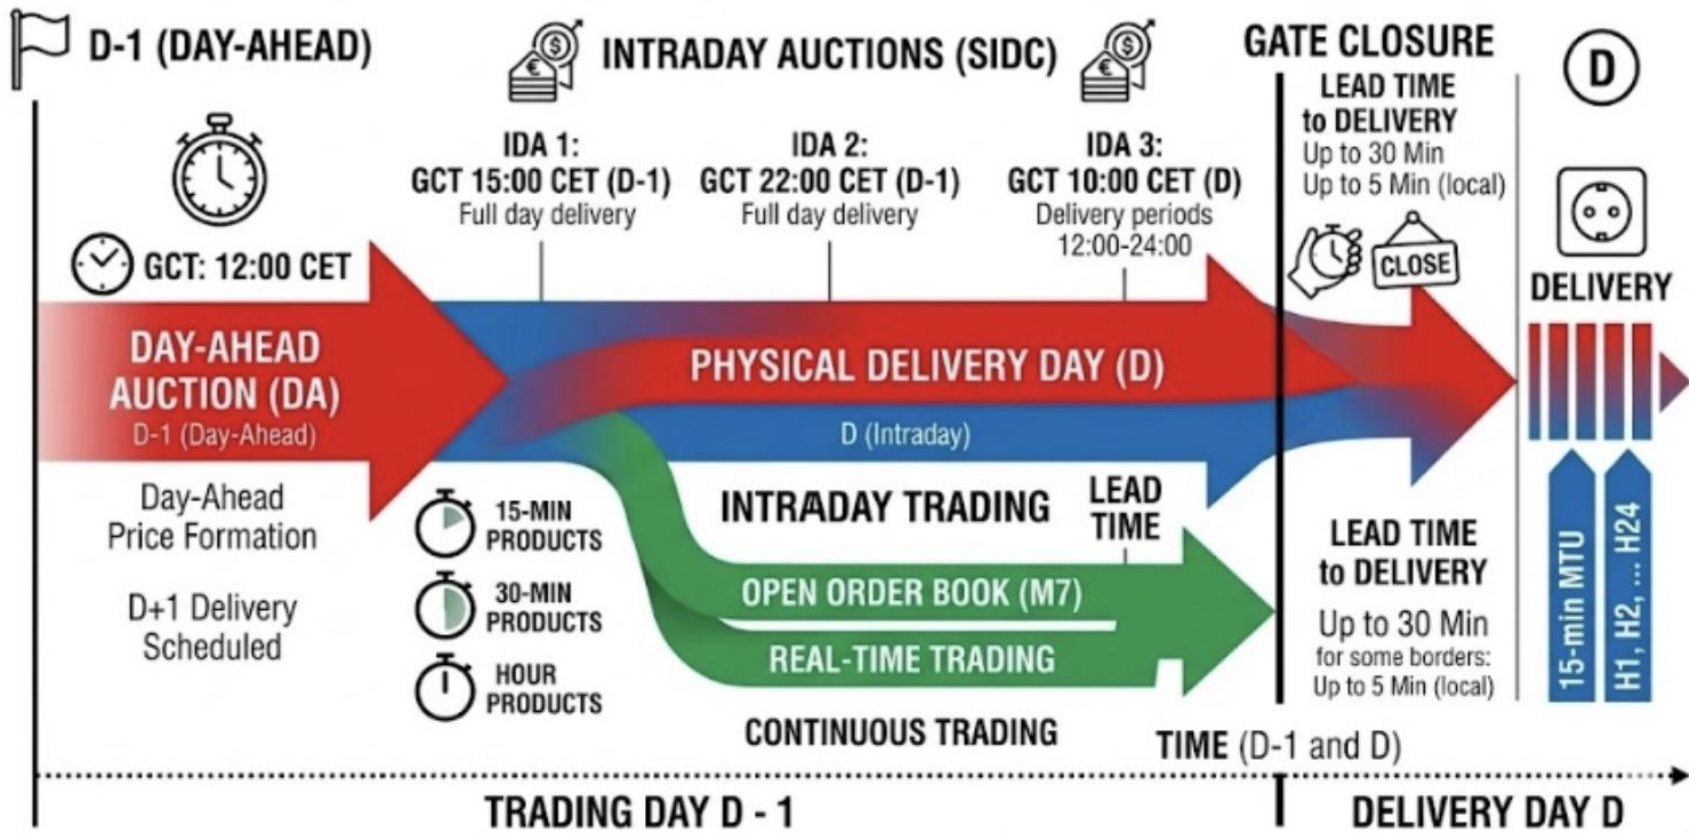 D-1 (DAY-AHEAD)
GCT: 12:00 CET
DAY-AHEAD
AUCTION (DA)
D-1 (Day-Ahead)
Day-Ahead
Price Formation
D+1 Delivery
Scheduled
INTRADAY AUCTIONS (SIDC)
$
€
$
€
IDA 1:
GCT 15:00 CET (D-1)
Full day delivery
IDA 2:
GCT 22:00 CET (D-1)
Full day delivery
IDA 3:
GCT 10:00 CET (D)
Delivery periods
12:00-24:00
PHYSICAL DELIVERY DAY (D)
D (Intraday)
15-MIN
PRODUCTS
30-MIN
PRODUCTS
HOUR
PRODUCTS
INTRADAY TRADING
LEAD
TIME
OPEN ORDER BOOK (M7)
REAL-TIME TRADING
CONTINUOUS TRADING
GATE CLOSURE
LEAD TIME
to DELIVERY
Up to 30 Min
Up to 5 Min (local)
CLOSE
LEAD TIME
to DELIVERY
Up to 30 Min
for some borders:
Up to 5 Min (local)
D
DELIVERY
15-min MTU
H1, H2, ... H24
TIME (D-1 and D)
TRADING DAY D - 1
DELIVERY DAY D